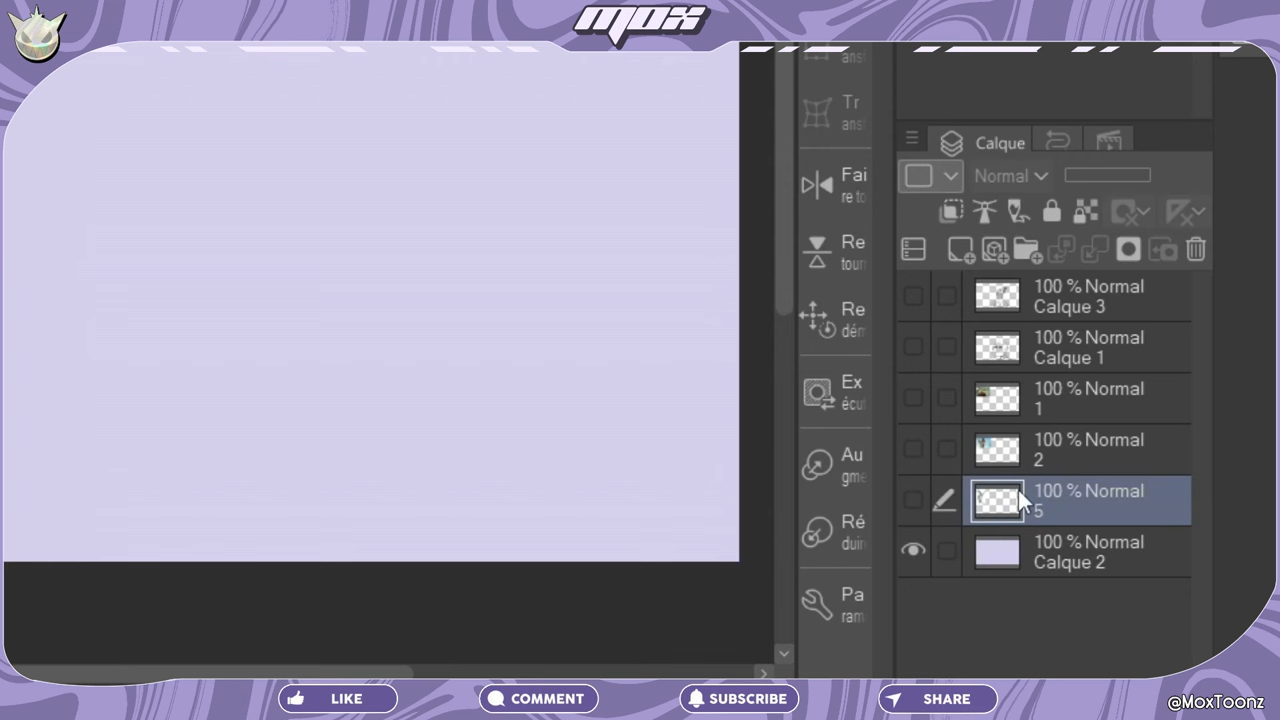 MOX
ans
Tr
ans
Fai
re to
Re
tour
Re
dén
Ex
écu
Au
gme
Ré
duir
Pa
ram
Calque
Normal
100 % Normal
Calque 3
100 % Normal
Calque 1
100 % Normal
1
100 % Normal
2
100 % Normal
5
100 % Normal
Calque 2
LIKE
COMMENT
SUBSCRIBE
SHARE
@MoxToonz